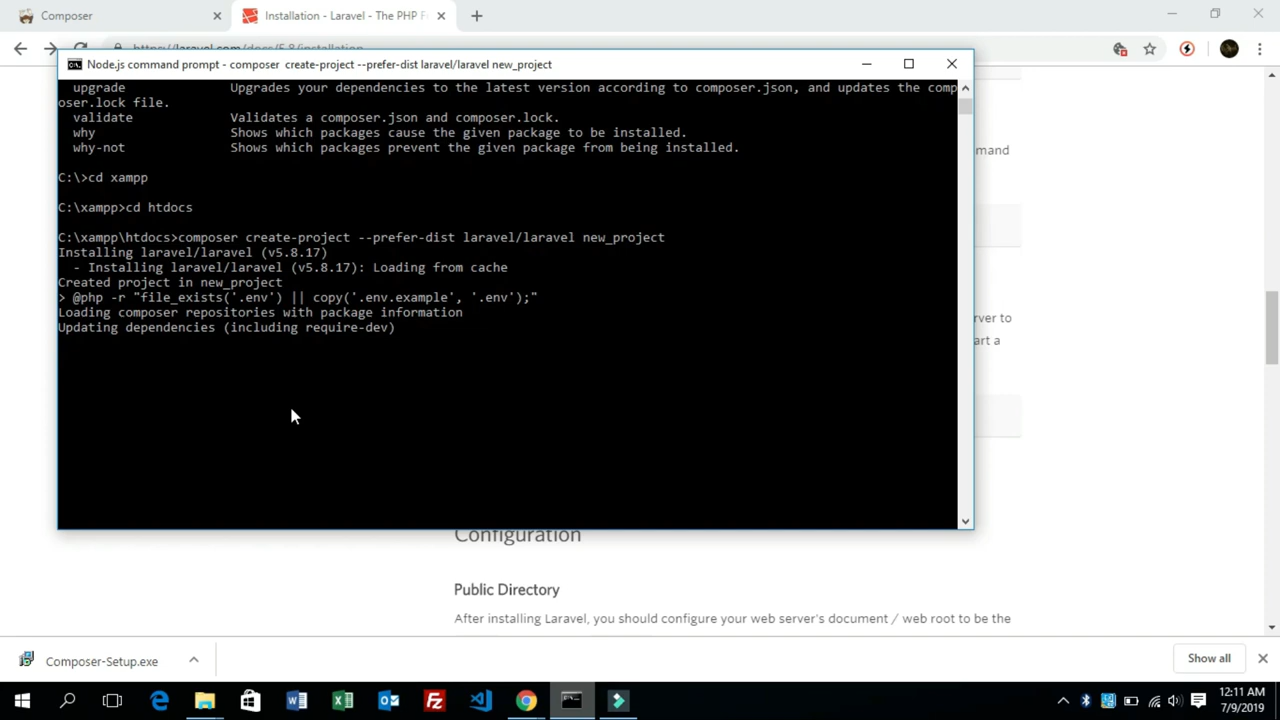 Composer
Installation - Laravel - The PHP F
https://laravel.com/docs/5.8/installation
Node.js command prompt - composer create-project --prefer-dist laravel/laravel new_project
upgrade Upgrades your dependencies to the latest version according to composer.json, and updates the comp
oser.lock file.
validate Validates a composer.json and composer.lock.
why Shows which packages cause the given package to be installed.
why-not Shows which packages prevent the given package from being installed.
C:\>cd xampp
C:\xampp>cd htdocs
C:\xampp\htdocs>composer create-project --prefer-dist laravel/laravel new_project
Installing laravel/laravel (v5.8.17)
- Installing laravel/laravel (v5.8.17): Loading from cache
Created project in new_project
> @php -r "file_exists('.env') || copy('.env.example', '.env');"
Loading composer repositories with package information
Updating dependencies (including require-dev)
mand
rver to
art a
Configuration
Public Directory
After installing Laravel, you should configure your web server's document / web root to be the
Composer-Setup.exe
Show all
12:11 AM
7/9/2019